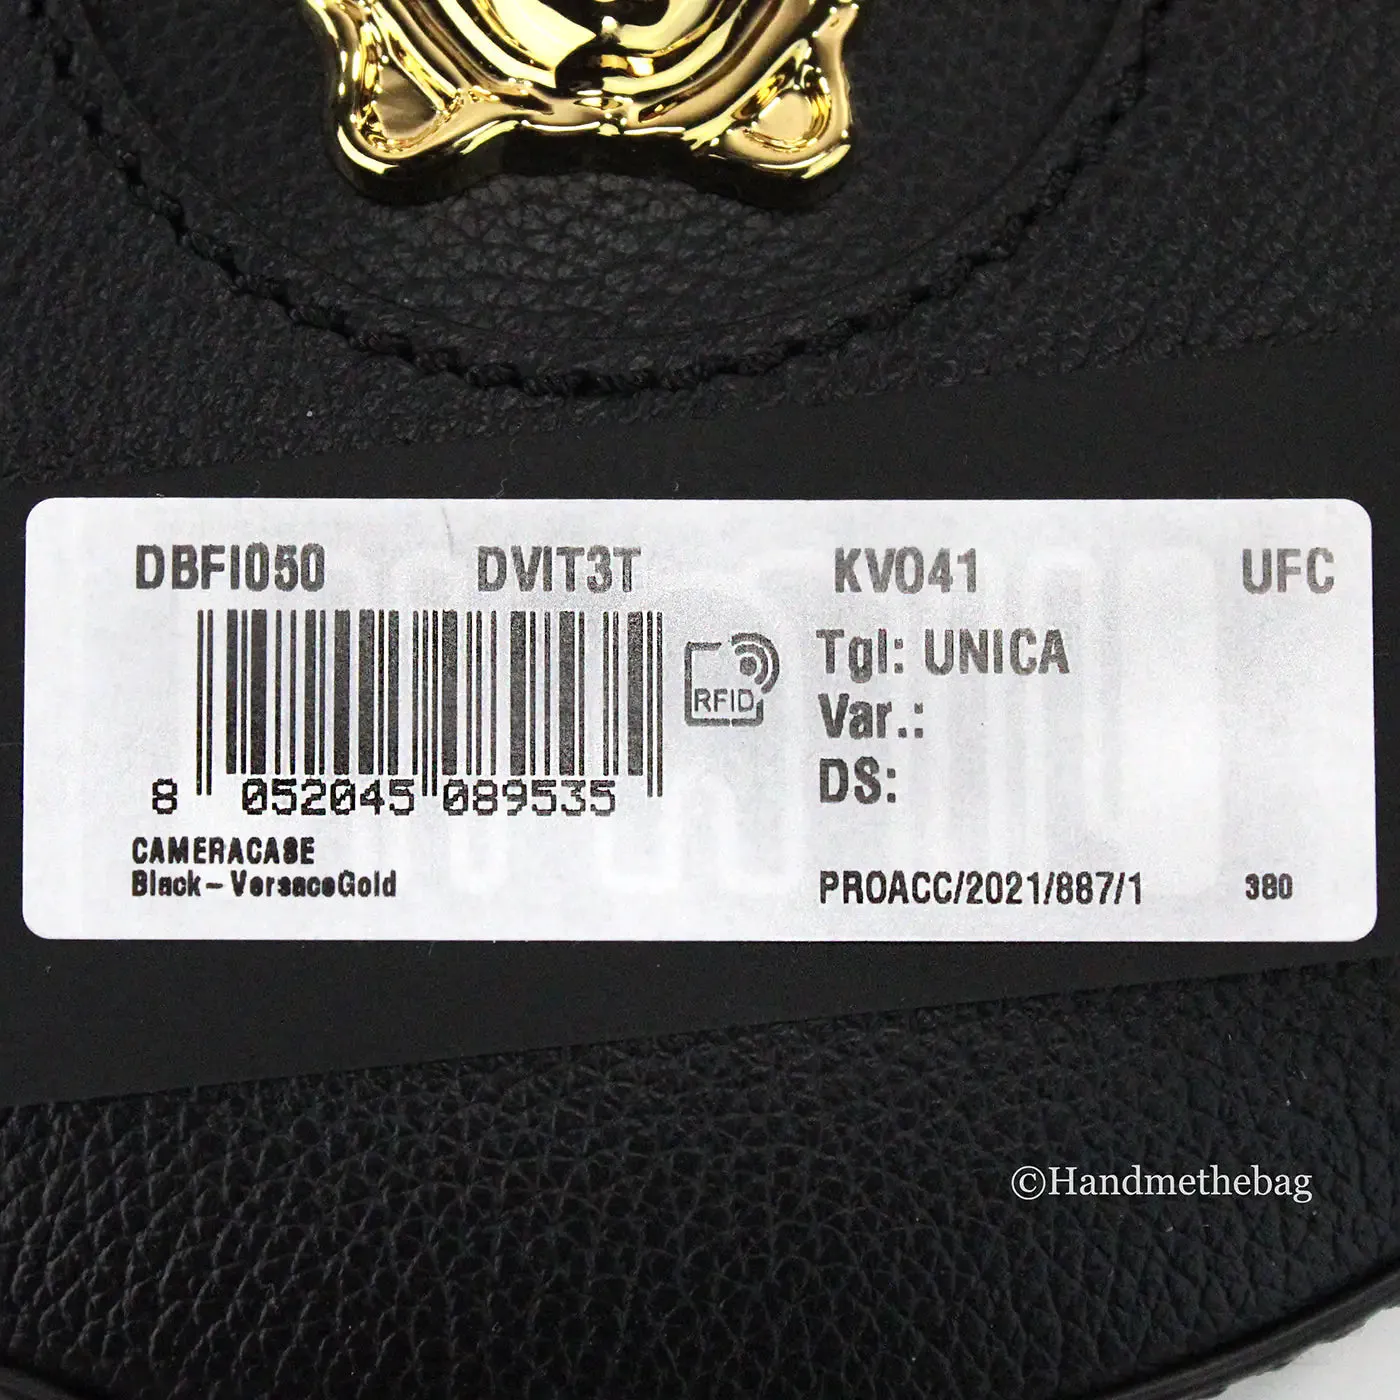 DBFI050 DVIT3T KV041 UFC
RFID
Tgl: UNICA
Var.:
DS:
8 052045 089535
CAMERACASE
Black-VersaceGold
PROACC/2021/887/1 380
©Handmethebag